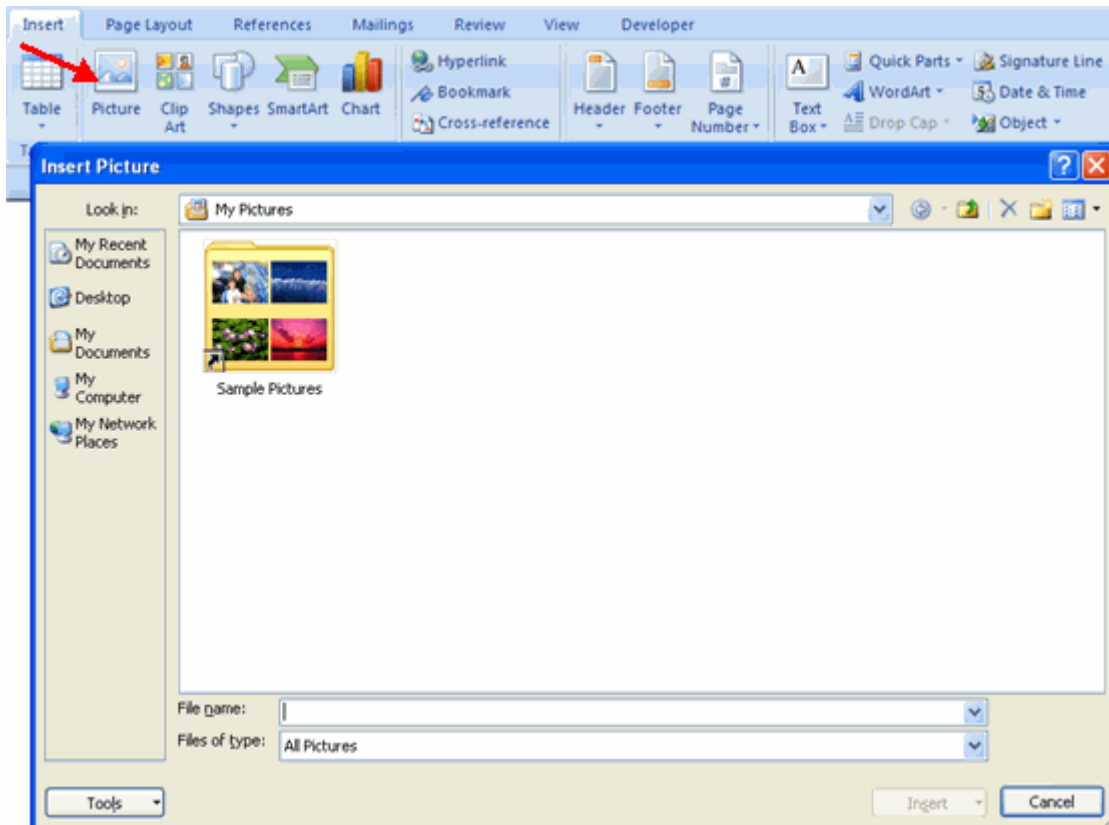 Insert Page Layout References Mailings Review View Developer
Hyperlink Quick Parts Signature Line
A
Bookmark WordArt 5 Date & Time
Table Picture Clip Shapes SmartArt Chart Header Footer Page Text
Art Cross-reference Number Box Drop Cap Object
Insert Picture ?
Look in: My Pictures
My Recent
Documents
Desktop
My
Documents
My
Computer
My Network
Places
Sample Pictures
File name:
Files of type: All Pictures
Tools Insert Cancel